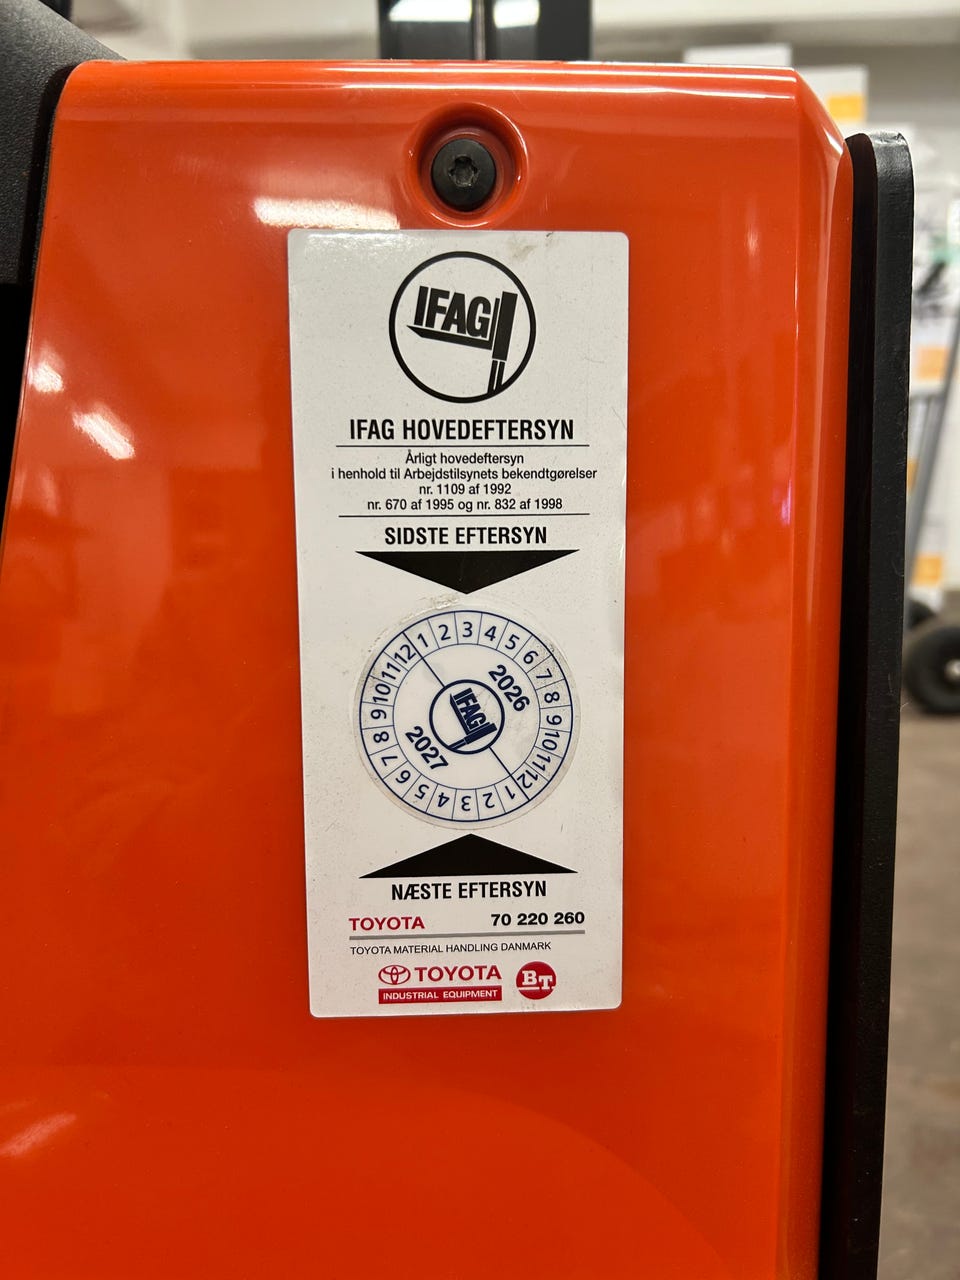 IFAG
IFAG HOVEDEFTERSYN
Årligt hovedeftersyn
i henhold til Arbejdstilsynets bekendtgørelser
nr. 1109 af 1992
nr. 670 af 1995 og nr. 832 af 1998
SIDSTE EFTERSYN
1 2 3 4 5 6 7 8 9 10 11 12
2026
IFAG
2027
1 2 3 4 5 6 7 8 9 10 11 12
NÆSTE EFTERSYN
TOYOTA 70 220 260
TOYOTA MATERIAL HANDLING DANMARK
TOYOTA
INDUSTRIAL EQUIPMENT
BT